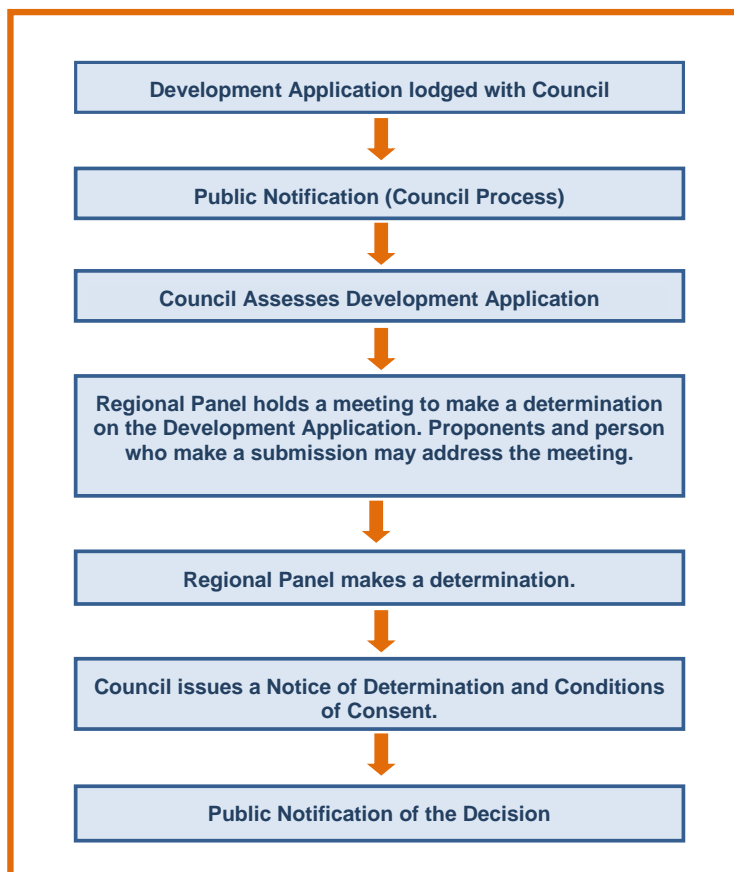 Development Application lodged with Council
Public Notification (Council Process)
Council Assesses Development Application
Regional Panel holds a meeting to make a determination
on the Development Application. Proponents and person
who make a submission may address the meeting.
Regional Panel makes a determination.
Council issues a Notice of Determination and Conditions
of Consent.
Public Notification of the Decision